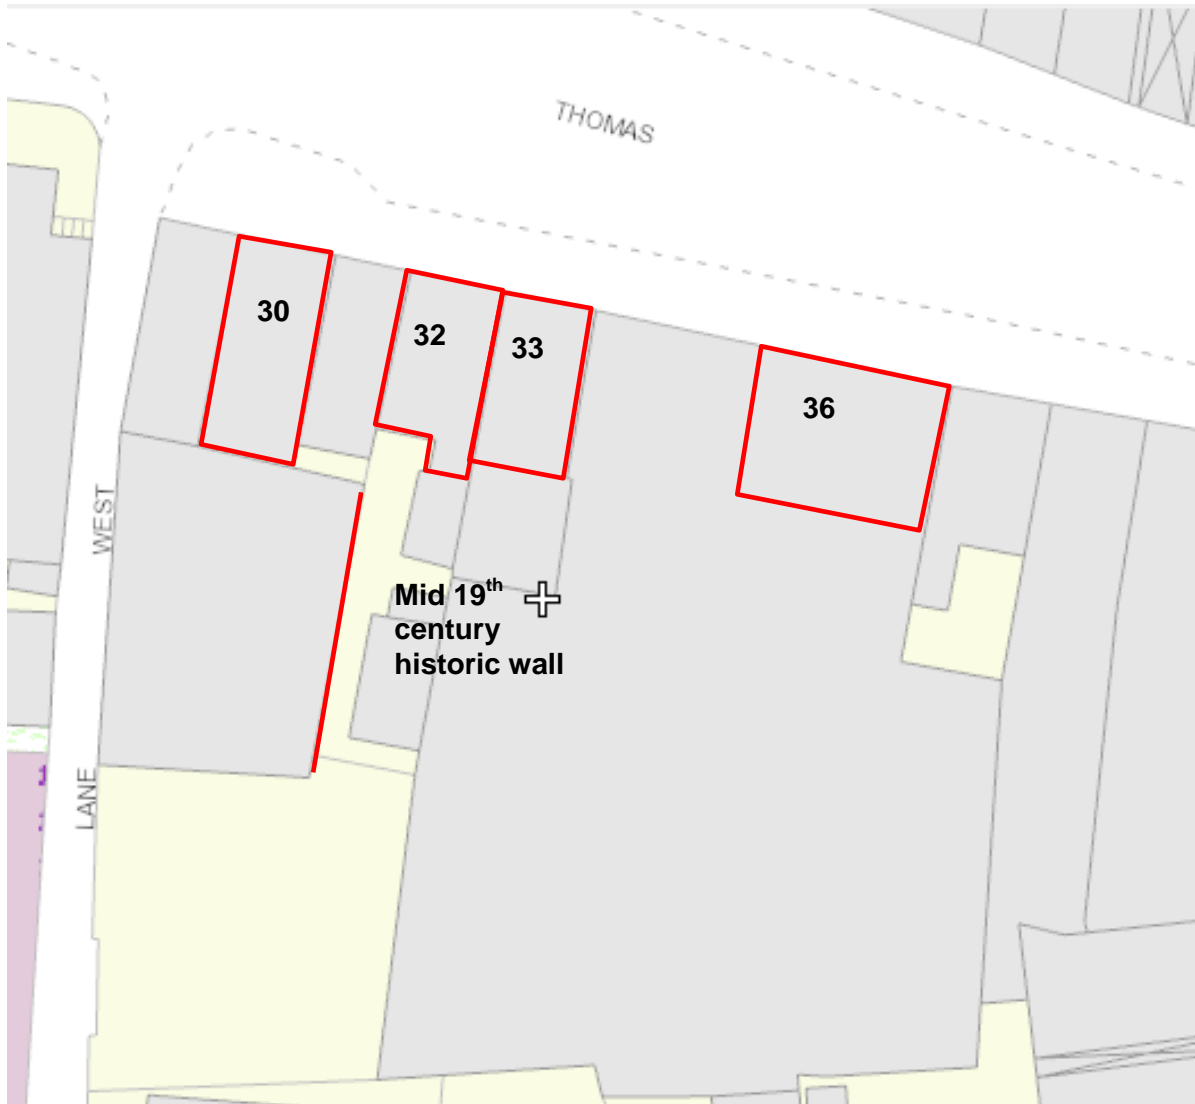 THOMAS
30
32
33
36
WEST
LANE
Mid 19th
century
historic wall